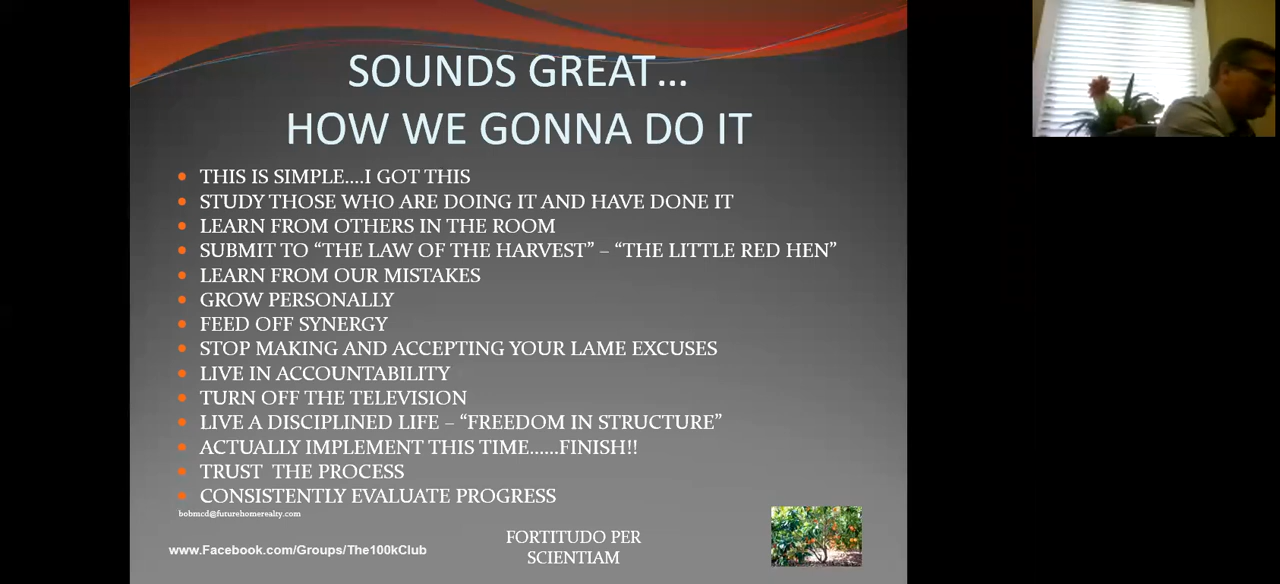 SOUNDS GREAT...
HOW WE GONNA DO IT
THIS IS SIMPLE....I GOT THIS
STUDY THOSE WHO ARE DOING IT AND HAVE DONE IT
LEARN FROM OTHERS IN THE ROOM
SUBMIT TO “THE LAW OF THE HARVEST” – “THE LITTLE RED HEN”
LEARN FROM OUR MISTAKES
GROW PERSONALLY
FEED OFF SYNERGY
STOP MAKING AND ACCEPTING YOUR LAME EXCUSES
LIVE IN ACCOUNTABILITY
TURN OFF THE TELEVISION
LIVE A DISCIPLINED LIFE – “FREEDOM IN STRUCTURE”
ACTUALLY IMPLEMENT THIS TIME......FINISH!!
TRUST THE PROCESS
CONSISTENTLY EVALUATE PROGRESS
bobmcd@futurehomerealty.com
www.Facebook.com/Groups/The100kClub
FORTITUDO PER
SCIENTIAM